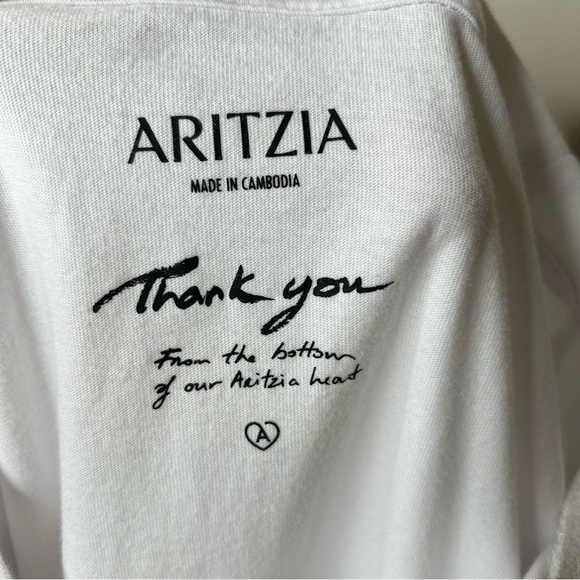 ARITZIA
MADE IN CAMBODIA
Thank you
From the bottom
of our Aritzia heart
A